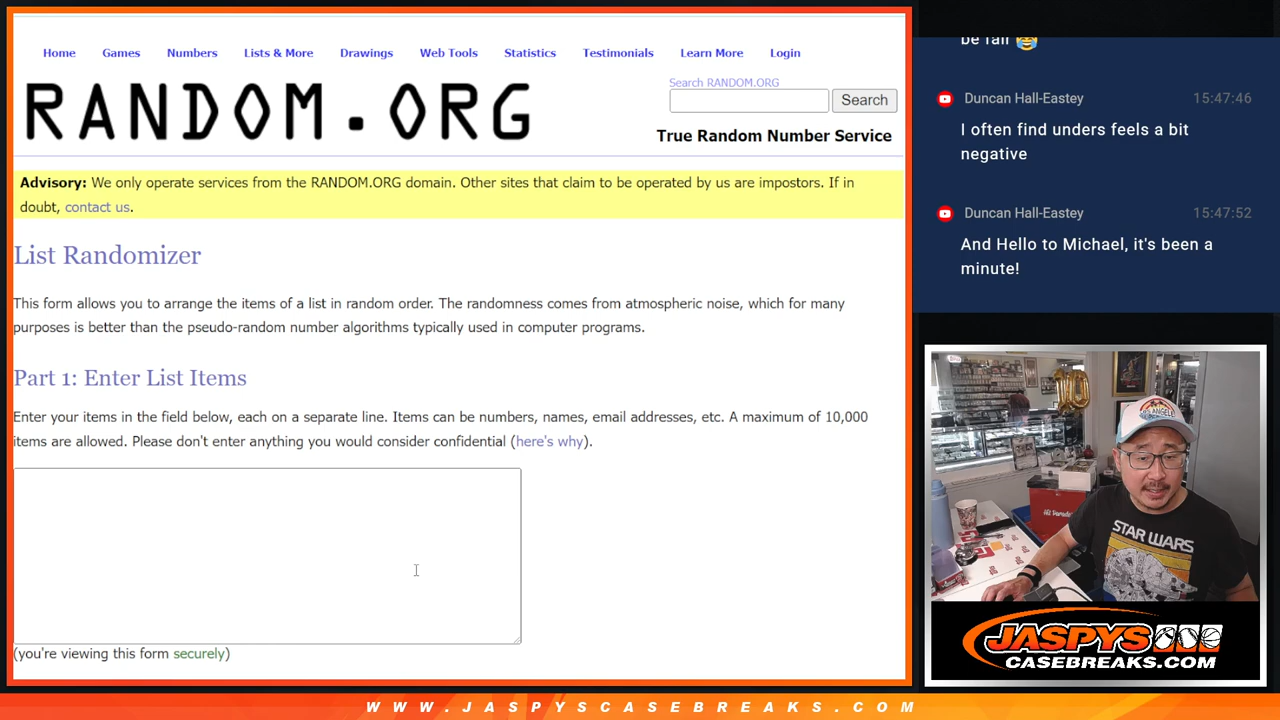 Home Games Numbers Lists & More Drawings Web Tools Statistics Testimonials Learn More Login
RANDOM.ORG
Search RANDOM.ORG
Search
True Random Number Service
Advisory: We only operate services from the RANDOM.ORG domain. Other sites that claim to be operated by us are impostors. If in
doubt, contact us.
List Randomizer
This form allows you to arrange the items of a list in random order. The randomness comes from atmospheric noise, which for many
purposes is better than the pseudo-random number algorithms typically used in computer programs.
Part 1: Enter List Items
Enter your items in the field below, each on a separate line. Items can be numbers, names, email addresses, etc. A maximum of 10,000
items are allowed. Please don't enter anything you would consider confidential (here's why).
(you're viewing this form securely)
be fair 😂
Duncan Hall-Eastey 15:47:46
I often find unders feels a bit
negative
Duncan Hall-Eastey 15:47:52
And Hello to Michael, it's been a
minute!
10
LOS ANGELES
Hit Parade
STAR WARS
JASPYS
CASEBREAKS.COM
WWW.JASPYSCASEBREAKS.COM